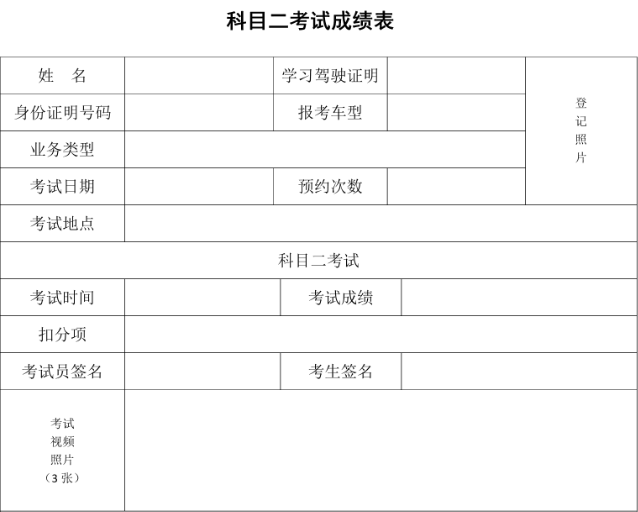 科目二考试成绩表
姓 名
学习驾驶证明
身份证明号码
报考车型
登
记
照
片
业务类型
考试日期
预约次数
考试地点
科目二考试
考试时间
考试成绩
扣分项
考试员签名
考生签名
考试
视频
照片
（3 张）